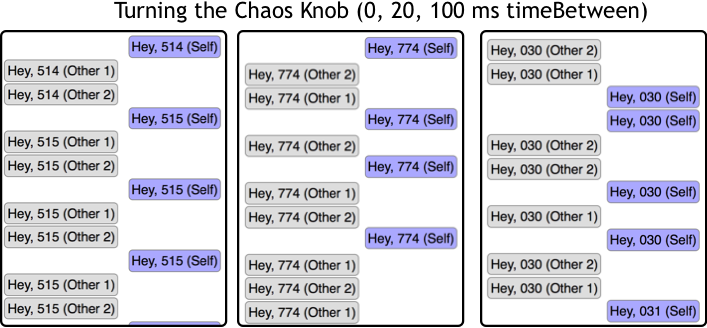 Turning the Chaos Knob (0, 20, 100 ms timeBetween)
Hey, 514 (Self)
Hey, 514 (Other 1)
Hey, 514 (Other 2)
Hey, 515 (Self)
Hey, 515 (Other 1)
Hey, 515 (Other 2)
Hey, 515 (Self)
Hey, 515 (Other 1)
Hey, 515 (Other 2)
Hey, 515 (Self)
Hey, 515 (Other 1)
Hey, 515 (Other 2)
Hey, 774 (Self)
Hey, 774 (Other 2)
Hey, 774 (Other 1)
Hey, 774 (Self)
Hey, 774 (Other 2)
Hey, 774 (Self)
Hey, 774 (Other 1)
Hey, 774 (Other 2)
Hey, 774 (Self)
Hey, 774 (Other 1)
Hey, 774 (Other 2)
Hey, 774 (Other 1)
Hey, 030 (Other 2)
Hey, 030 (Other 1)
Hey, 030 (Self)
Hey, 030 (Self)
Hey, 030 (Other 2)
Hey, 030 (Other 2)
Hey, 030 (Self)
Hey, 030 (Other 1)
Hey, 030 (Self)
Hey, 030 (Other 2)
Hey, 030 (Other 1)
Hey, 031 (Self)